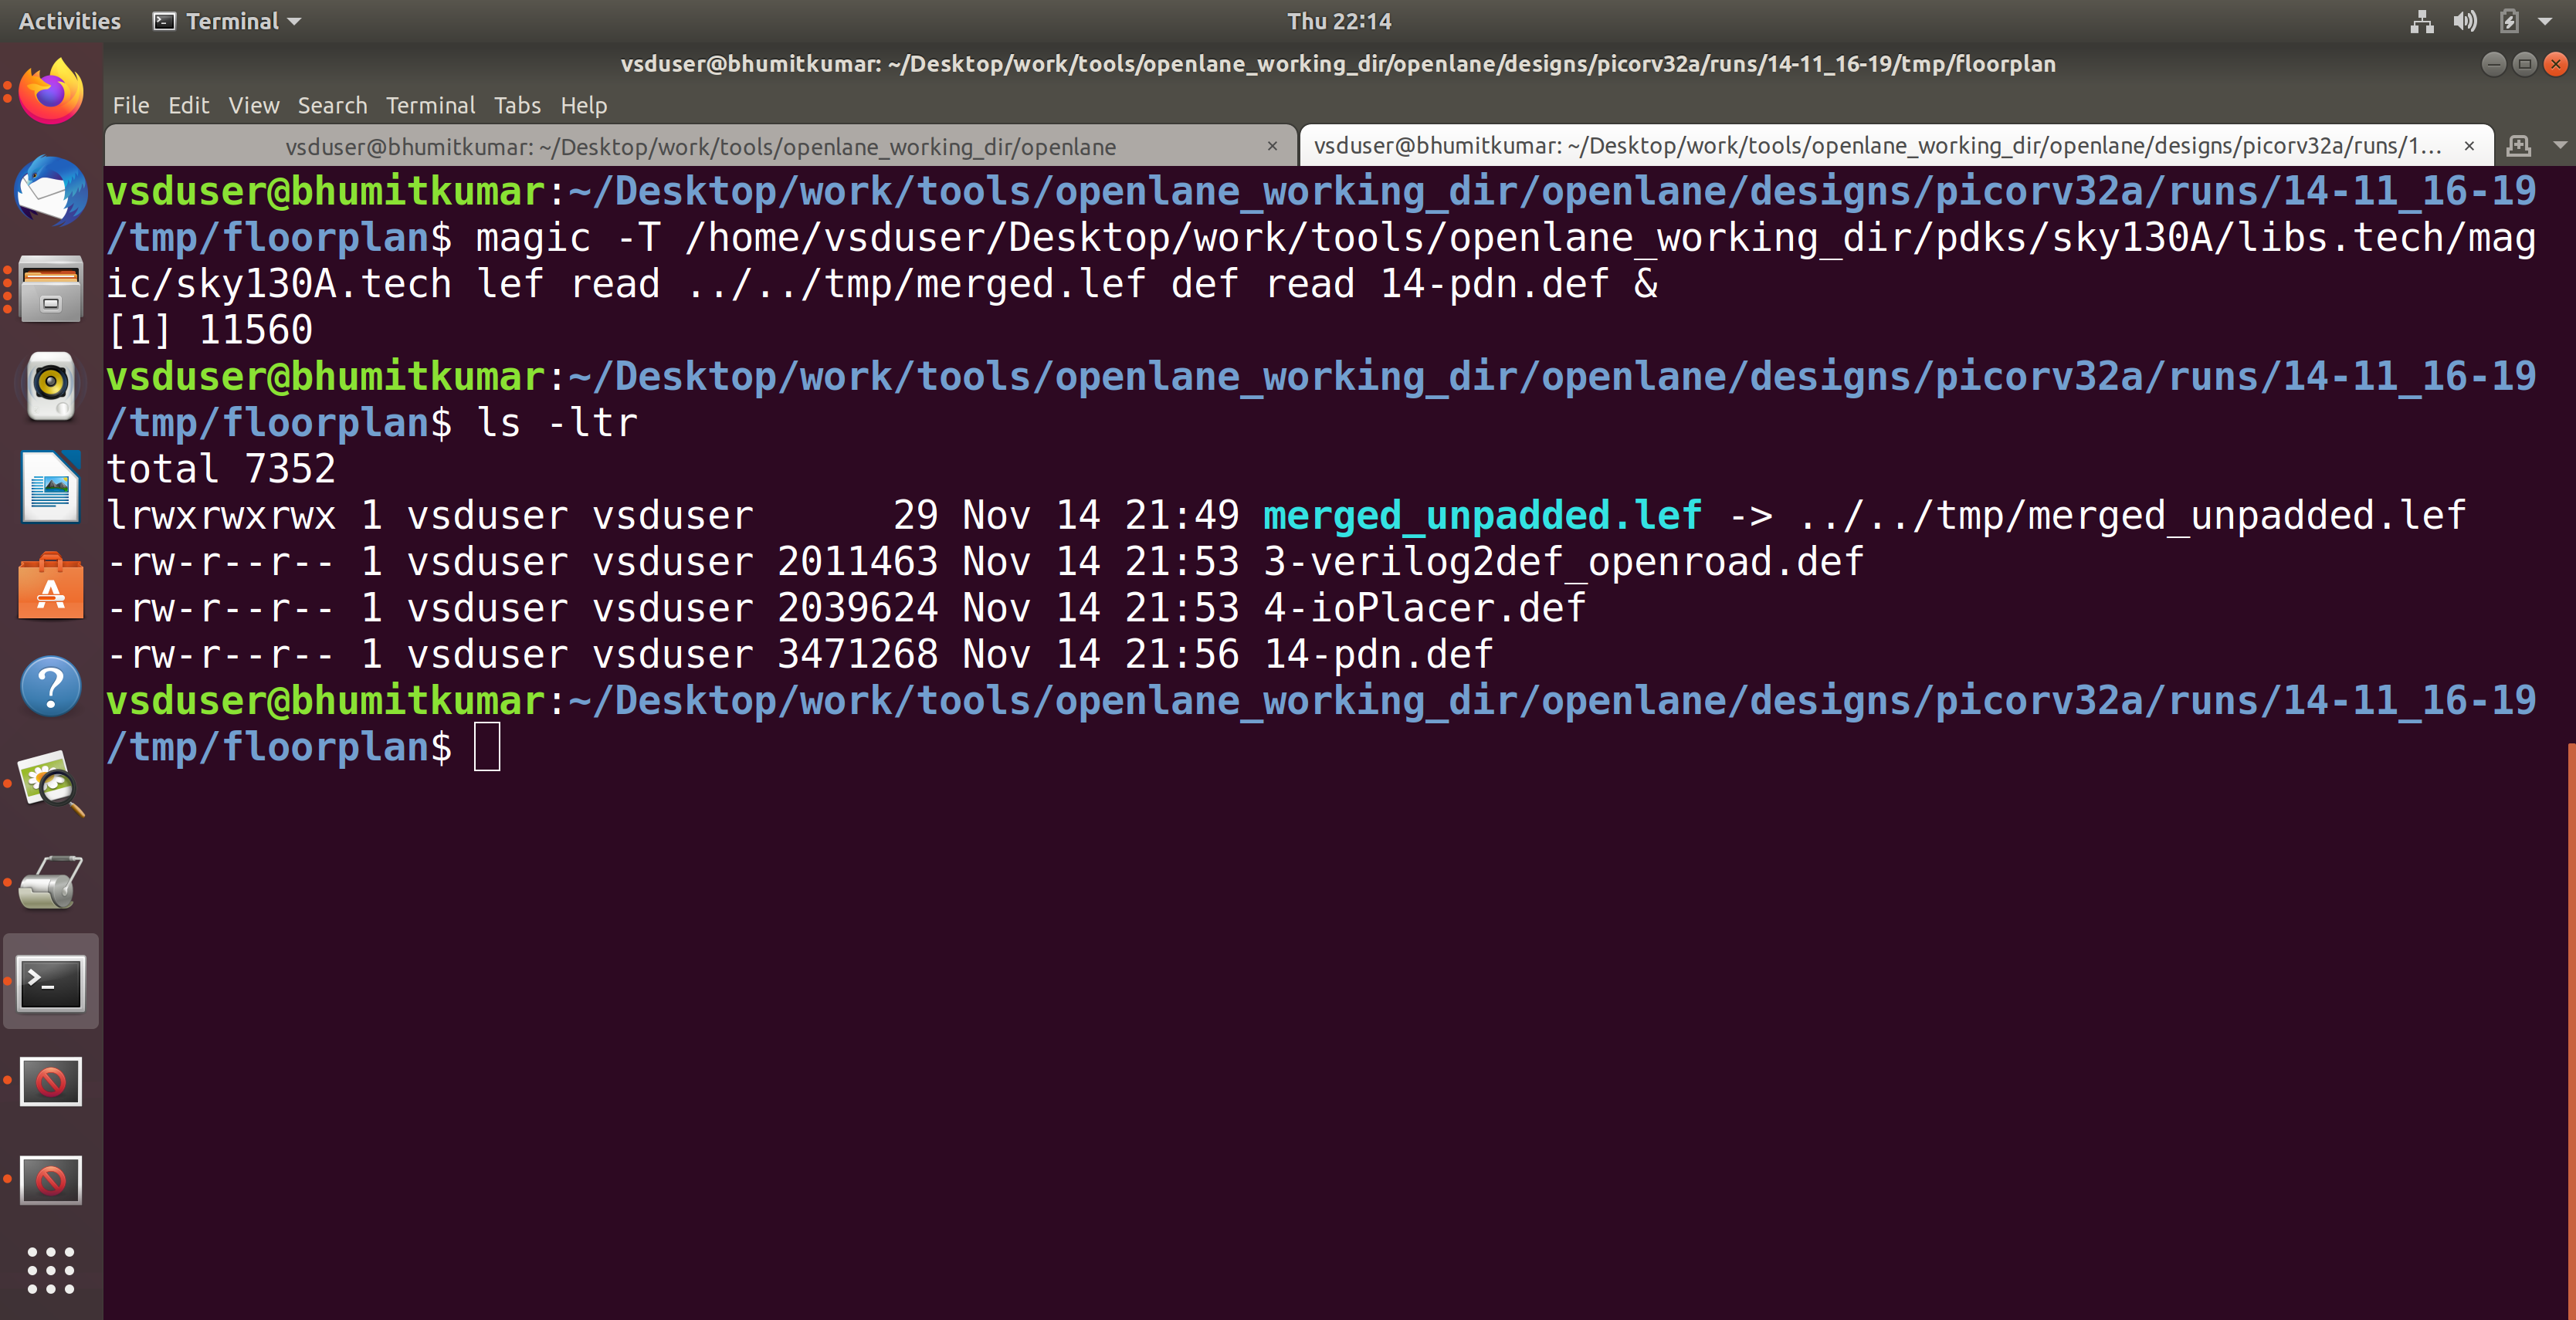 Activities Terminal Thu 22:14
vsduser@bhumitkumar: ~/Desktop/work/tools/openlane_working_dir/openlane/designs/picorv32a/runs/14-11_16-19/tmp/floorplan
File Edit View Search Terminal Tabs Help
vsduser@bhumitkumar: ~/Desktop/work/tools/openlane_working_dir/openlane × vsduser@bhumitkumar: ~/Desktop/work/tools/openlane_working_dir/openlane/designs/picorv32a/runs/1... ×
vsduser@bhumitkumar:~/Desktop/work/tools/openlane_working_dir/openlane/designs/picorv32a/runs/14-11_16-19
/tmp/floorplan$ magic -T /home/vsduser/Desktop/work/tools/openlane_working_dir/pdks/sky130A/libs.tech/mag
ic/sky130A.tech lef read ../../tmp/merged.lef def read 14-pdn.def &
[1] 11560
vsduser@bhumitkumar:~/Desktop/work/tools/openlane_working_dir/openlane/designs/picorv32a/runs/14-11_16-19
/tmp/floorplan$ ls -ltr
total 7352
lrwxrwxrwx 1 vsduser vsduser      29 Nov 14 21:49 merged_unpadded.lef -> ../../tmp/merged_unpadded.lef
-rw-r--r-- 1 vsduser vsduser 2011463 Nov 14 21:53 3-verilog2def_openroad.def
-rw-r--r-- 1 vsduser vsduser 2039624 Nov 14 21:53 4-ioPlacer.def
-rw-r--r-- 1 vsduser vsduser 3471268 Nov 14 21:56 14-pdn.def
vsduser@bhumitkumar:~/Desktop/work/tools/openlane_working_dir/openlane/designs/picorv32a/runs/14-11_16-19
/tmp/floorplan$